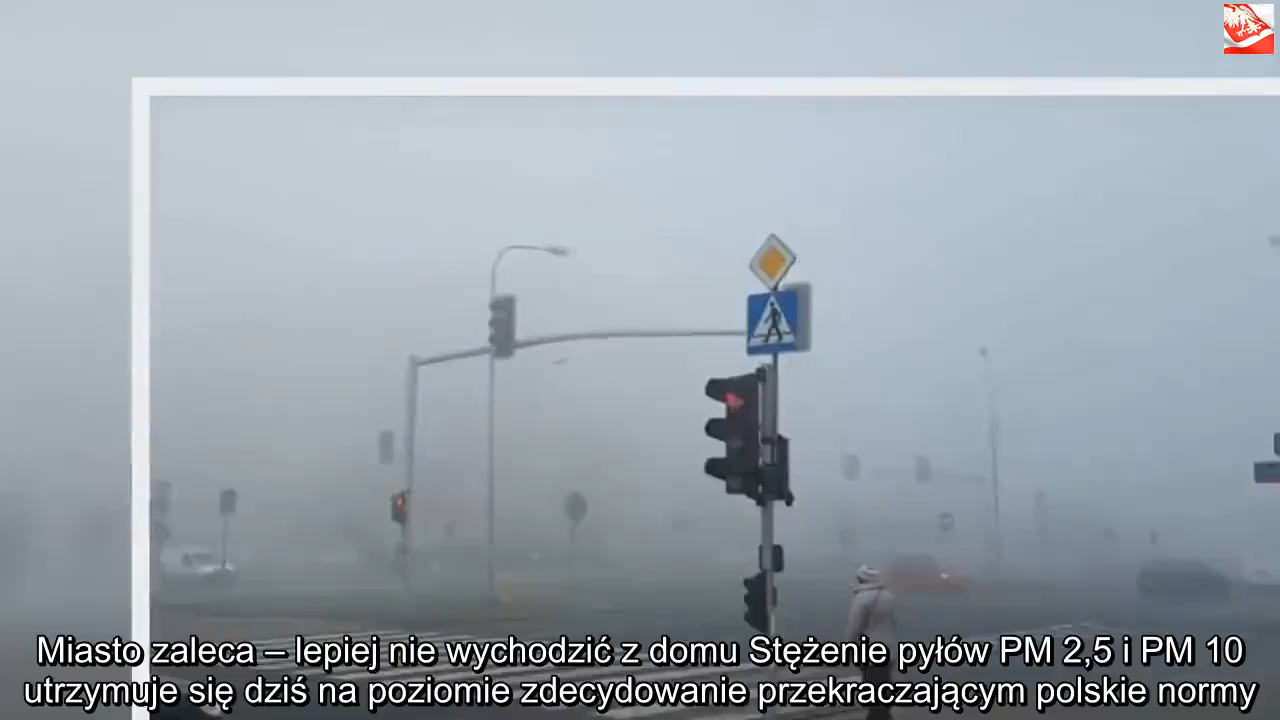 Miasto zaleca – lepiej nie wychodzić z domu Stężenie pyłów PM 2,5 i PM 10
utrzymuje się dziś na poziomie zdecydowanie przekraczającym polskie normy